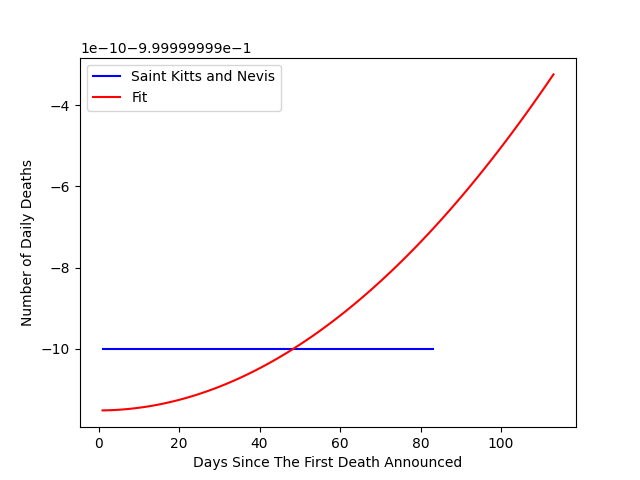 1e−10−9.99999999e−1
Saint Kitts and Nevis
Fit
Number of Daily Deaths
−4
−6
−8
−10
0 20 40 60 80 100
Days Since The First Death Announced